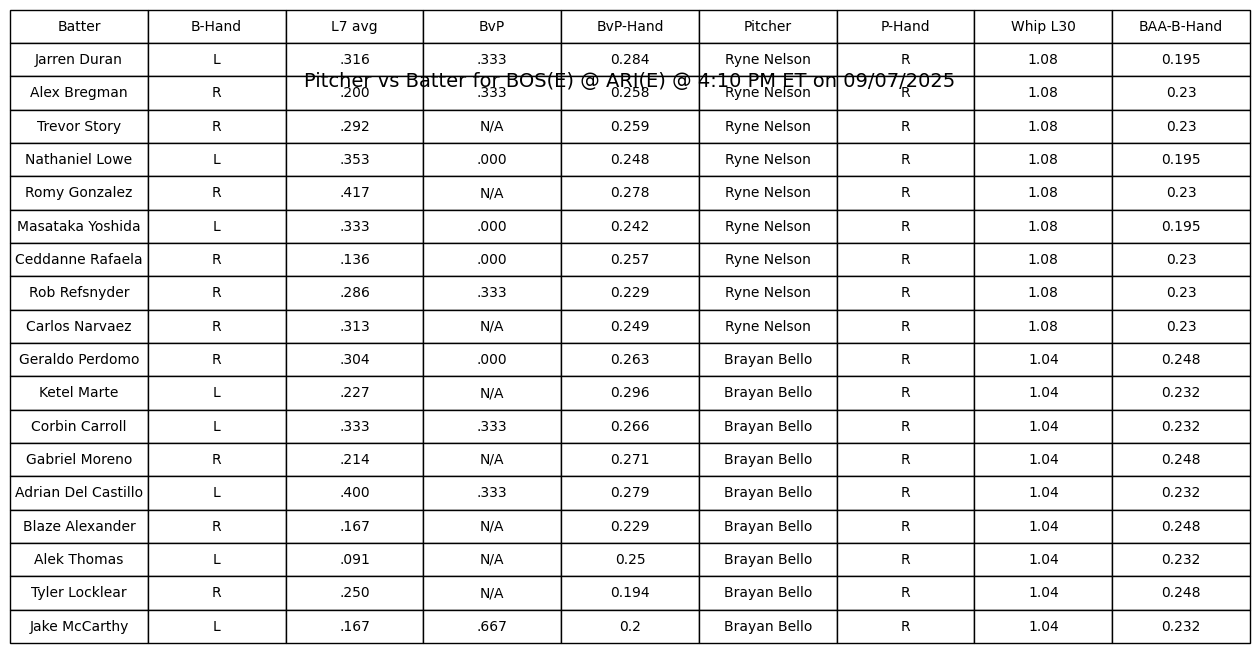 Batter B-Hand L7 avg BvP BvP-Hand Pitcher P-Hand Whip L30 BAA-B-Hand
Jarren Duran L .316 .333 0.284 Ryne Nelson R 1.08 0.195
Pitcher vs Batter for BOS(E) @ ARI(E) @ 4:10 PM ET on 09/07/2025
Alex Bregman R .200 .333 0.258 Ryne Nelson R 1.08 0.23
Trevor Story R .292 N/A 0.259 Ryne Nelson R 1.08 0.23
Nathaniel Lowe L .353 .000 0.248 Ryne Nelson R 1.08 0.195
Romy Gonzalez R .417 N/A 0.278 Ryne Nelson R 1.08 0.23
Masataka Yoshida L .333 .000 0.242 Ryne Nelson R 1.08 0.195
Ceddanne Rafaela R .136 .000 0.257 Ryne Nelson R 1.08 0.23
Rob Refsnyder R .286 .333 0.229 Ryne Nelson R 1.08 0.23
Carlos Narvaez R .313 N/A 0.249 Ryne Nelson R 1.08 0.23
Geraldo Perdomo R .304 .000 0.263 Brayan Bello R 1.04 0.248
Ketel Marte L .227 N/A 0.296 Brayan Bello R 1.04 0.232
Corbin Carroll L .333 .333 0.266 Brayan Bello R 1.04 0.232
Gabriel Moreno R .214 N/A 0.271 Brayan Bello R 1.04 0.248
Adrian Del Castillo L .400 .333 0.279 Brayan Bello R 1.04 0.232
Blaze Alexander R .167 N/A 0.229 Brayan Bello R 1.04 0.248
Alek Thomas L .091 N/A 0.25 Brayan Bello R 1.04 0.232
Tyler Locklear R .250 N/A 0.194 Brayan Bello R 1.04 0.248
Jake McCarthy L .167 .667 0.2 Brayan Bello R 1.04 0.232